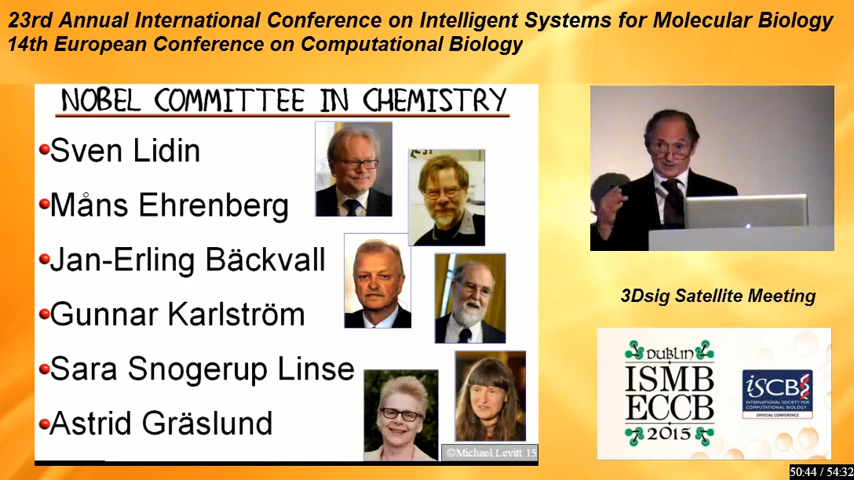 23rd Annual International Conference on Intelligent Systems for Molecular Biology
14th European Conference on Computational Biology
NOBEL COMMITTEE IN CHEMISTRY
Sven Lidin
Måns Ehrenberg
Jan-Erling Bäckvall
Gunnar Karlström
Sara Snogerup Linse
Astrid Gräslund
©Michael Levitt 15
3Dsig Satellite Meeting
DUBLIN
ISMB
ECCB
2015
iSCB
INTERNATIONAL SOCIETY FOR
COMPUTATIONAL BIOLOGY
OFFICIAL CONFERENCE
50:44 / 54:32